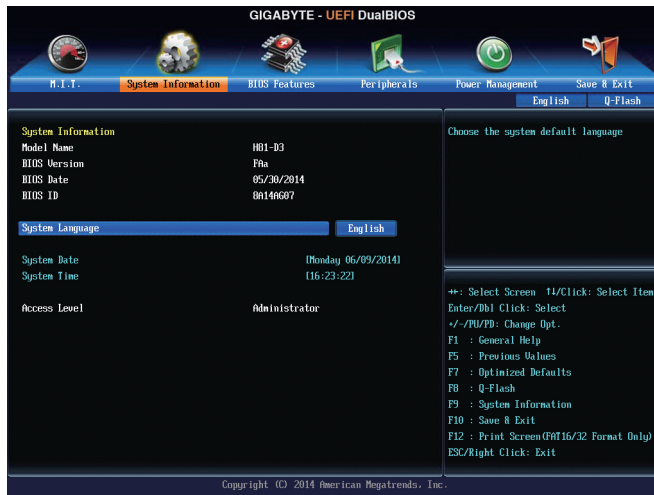 GIGABYTE - UEFI DualBIOS
M.I.T.
System Information
BIOS Features
Peripherals
Power Management
Save & Exit
English
Q-Flash
System Information
Model Name H81-D3
BIOS Version FAa
BIOS Date 05/30/2014
BIOS ID 8A14AG07
System Language English
System Date [Monday 06/09/2014]
System Time [16:23:22]
Access Level Administrator
Choose the system default language
→←: Select Screen ↑↓/Click: Select Item
Enter/Dbl Click: Select
+/-/PU/PD: Change Opt.
F1 : General Help
F5 : Previous Values
F7 : Optimized Defaults
F8 : Q-Flash
F9 : System Information
F10 : Save & Exit
F12 : Print Screen(FAT16/32 Format Only)
ESC/Right Click: Exit
Copyright (C) 2014 American Megatrends, Inc.